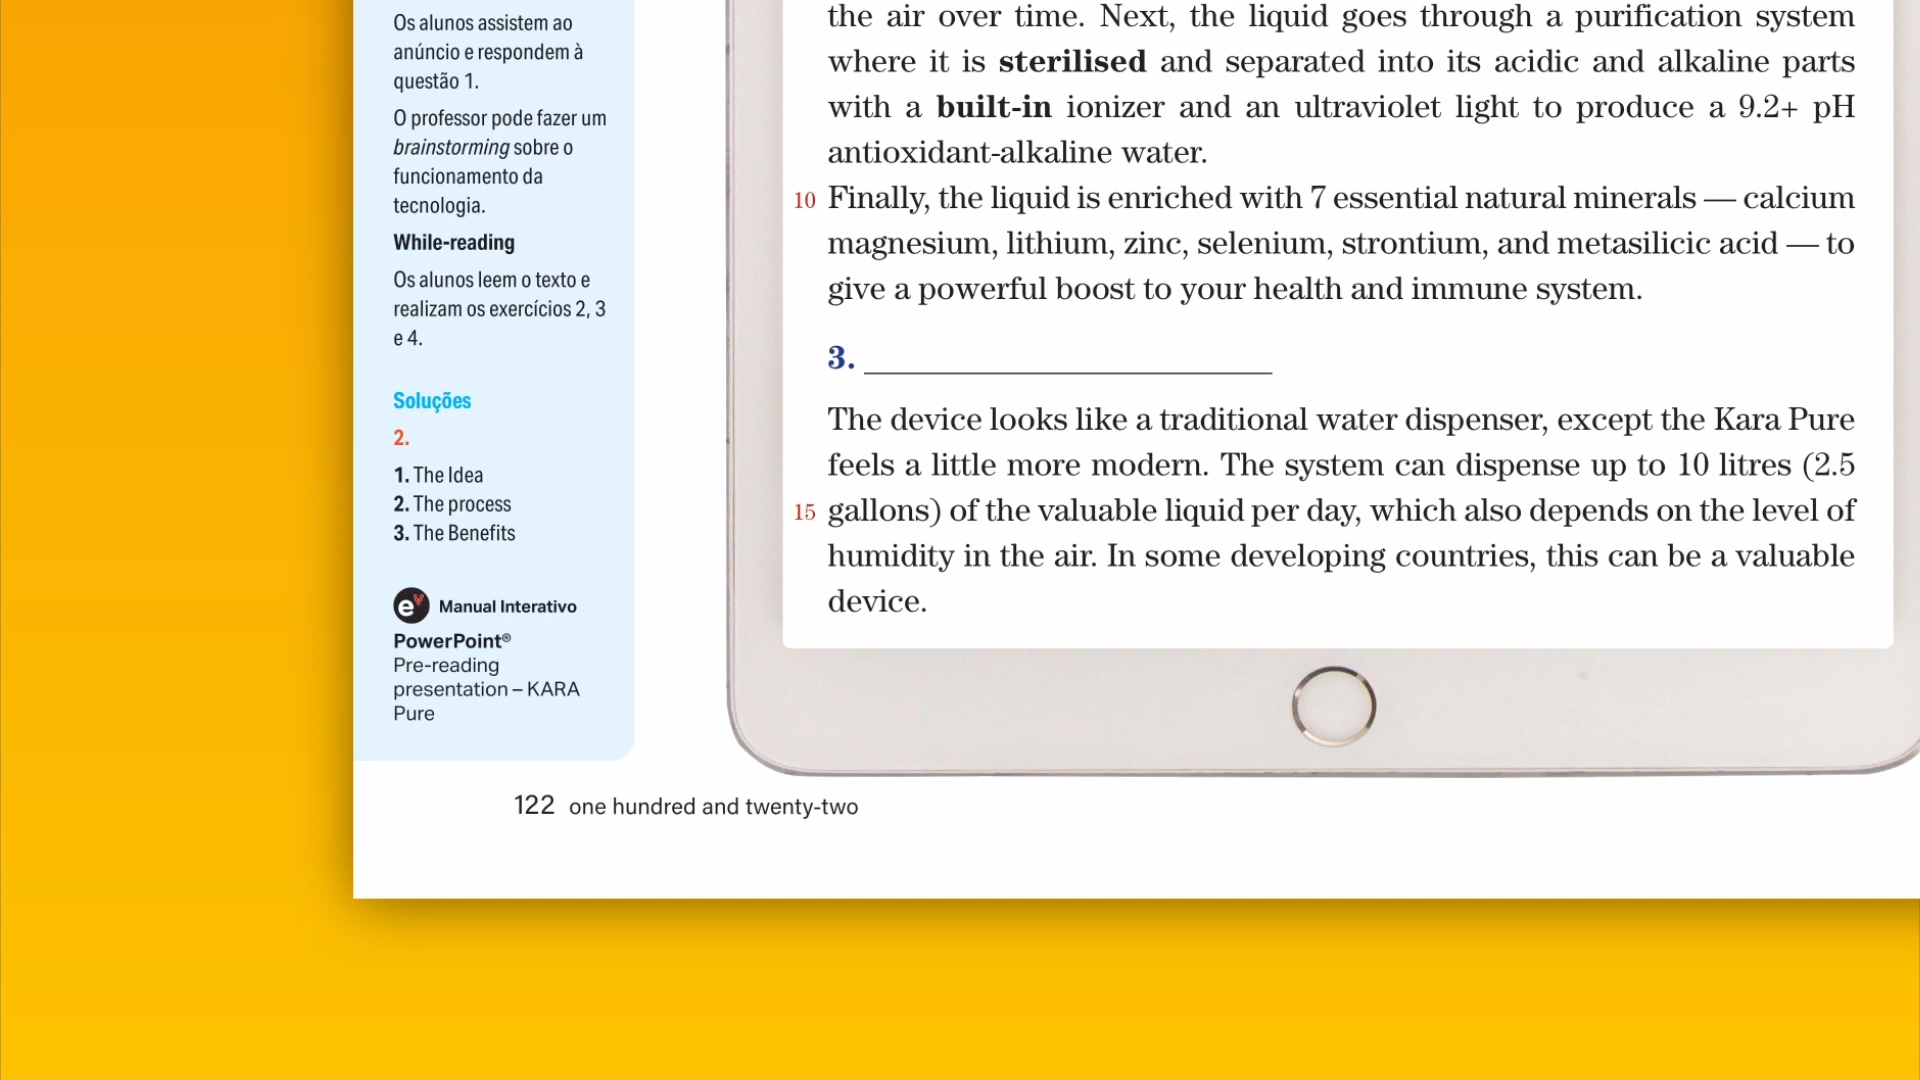 Os alunos assistem ao
anúncio e respondem à
questão 1.
O professor pode fazer um
brainstorming sobre o
funcionamento da
tecnologia.
While-reading
Os alunos leem o texto e
realizam os exercícios 2, 3
e 4.
Soluções
2.
1. The Idea
2. The process
3. The Benefits
e Manual Interativo
PowerPoint®
Pre-reading
presentation – KARA
Pure
the air over time. Next, the liquid goes through a purification system
where it is sterilised and separated into its acidic and alkaline parts
with a built-in ionizer and an ultraviolet light to produce a 9.2+ pH
antioxidant-alkaline water.
10 Finally, the liquid is enriched with 7 essential natural minerals — calcium
magnesium, lithium, zinc, selenium, strontium, and metasilicic acid — to
give a powerful boost to your health and immune system.
3. ____________________
The device looks like a traditional water dispenser, except the Kara Pure
feels a little more modern. The system can dispense up to 10 litres (2.5
15 gallons) of the valuable liquid per day, which also depends on the level of
humidity in the air. In some developing countries, this can be a valuable
device.
122 one hundred and twenty-two